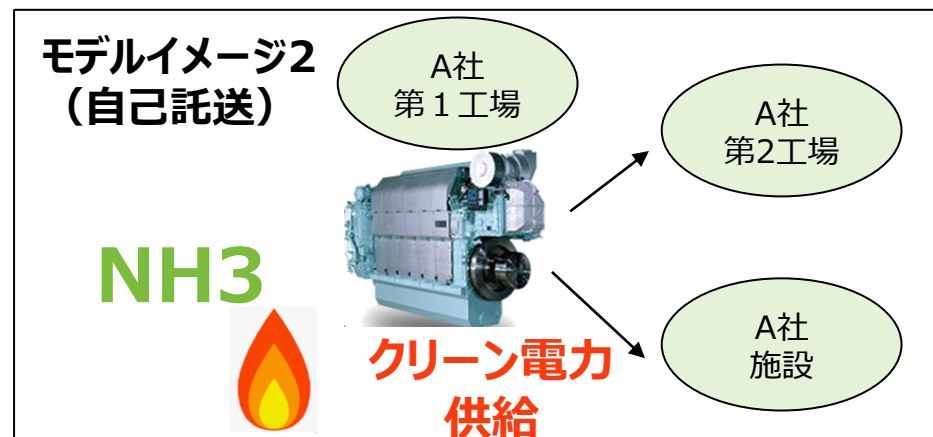 モデルイメージ2
（自己託送）
A社
第１工場
A社
第2工場
NH3
クリーン電力
供給
A社
施設